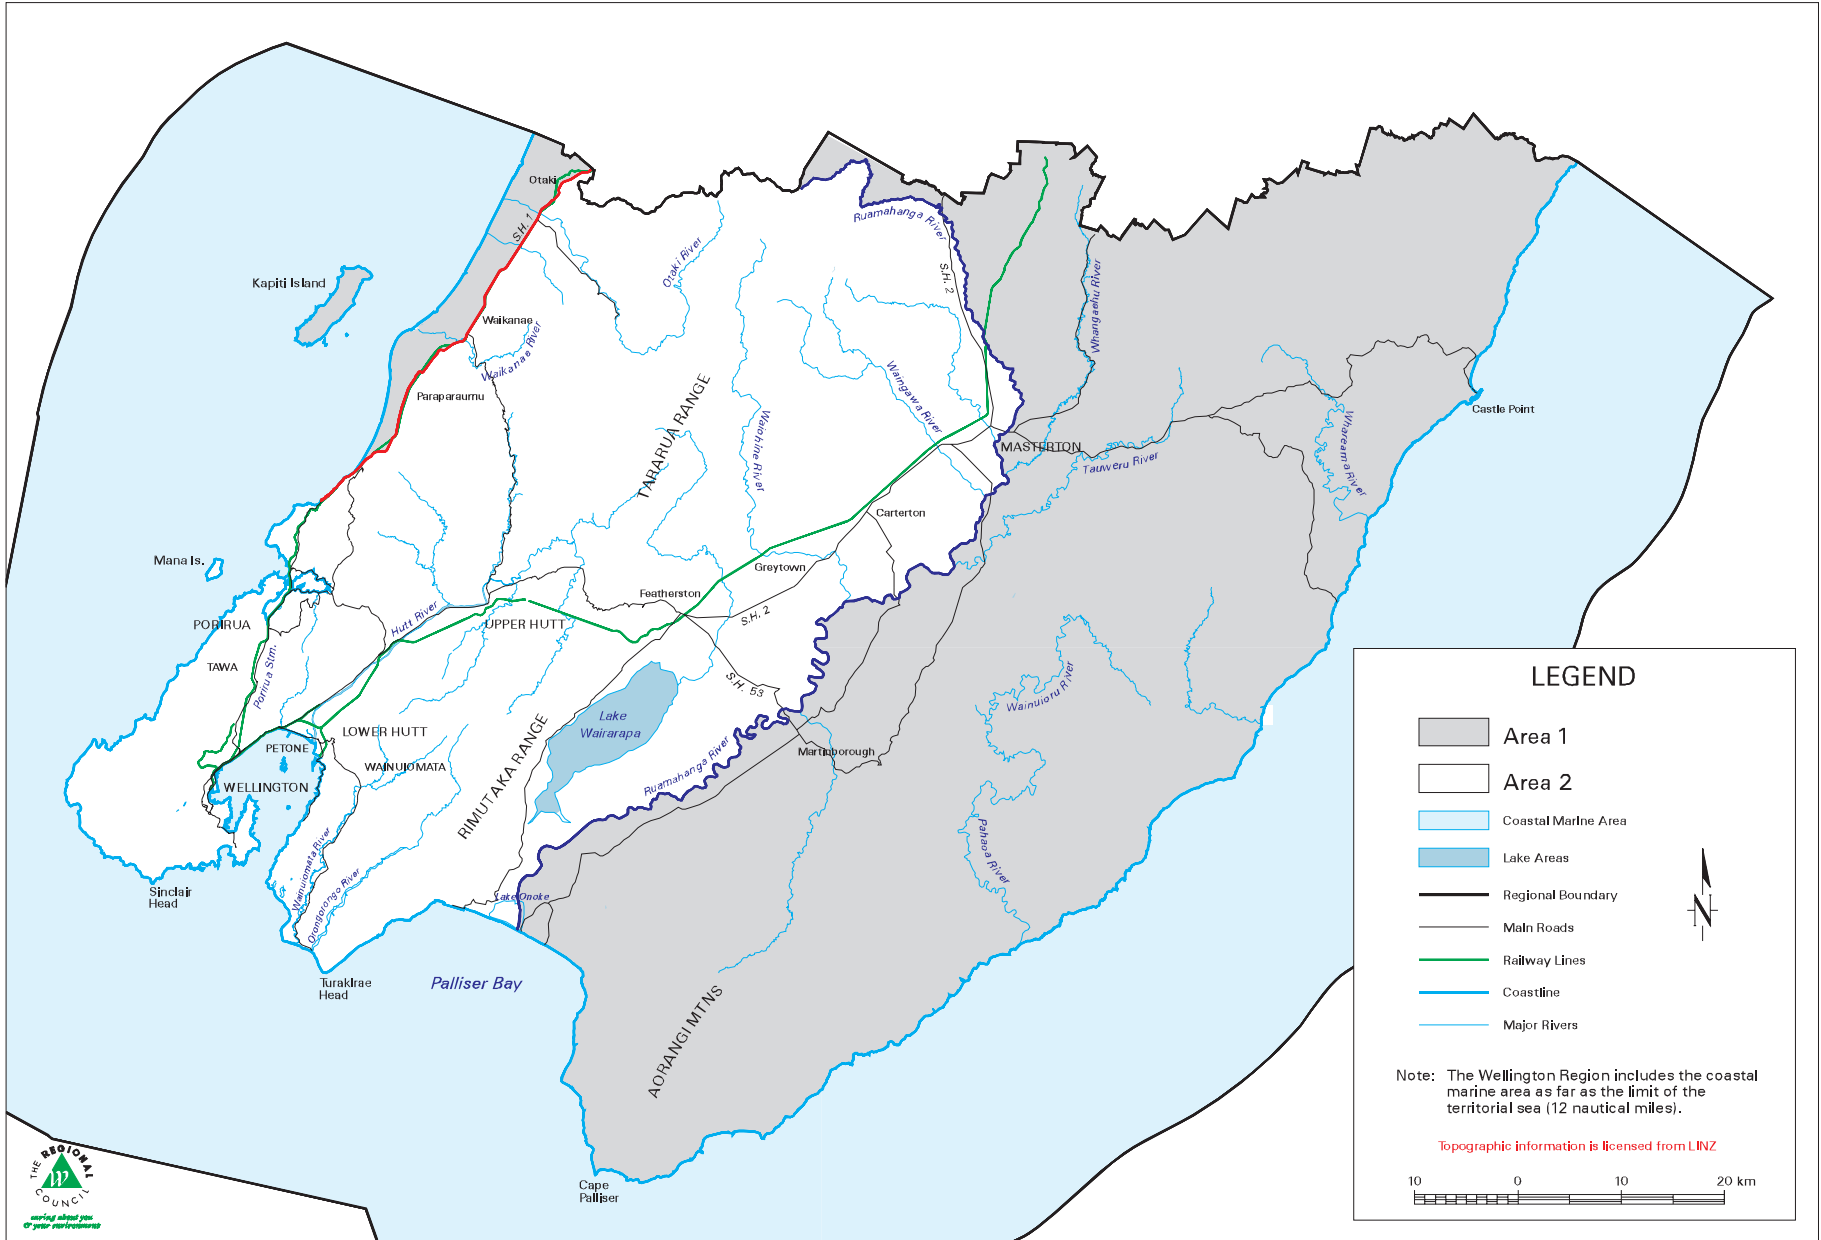 Otaki
S.H. 1
Ruamahanga River
Otaki River
S.H. 2
Whangaehu River
Kapiti Island
Waikanae
Waikanae River
Waingawa River
Paraparaumu
TARARUA RANGE
Waiohine River
Castle Point
Whareama River
MASTERTON
Tauweru River
Carterton
Mana Is.
Greytown
Featherston
S.H. 2
Hutt River
UPPER HUTT
PORIRUA
TAWA
Porirua Stm.
S.H. 53
Wainuioru River
Lake
Wairarapa
LOWER HUTT
PETONE
WAINUIOMATA
Martinborough
Ruamahanga River
RIMUTAKA RANGE
WELLINGTON
Pahaoa River
Wainuiomata River
Orongorongo River
Sinclair
Head
Lake Onoke
Turakirae
Head
Palliser Bay
AORANGI MTNS
Cape
Palliser
LEGEND
Area 1
Area 2
Coastal Marine Area
Lake Areas
Regional Boundary
Main Roads
Railway Lines
Coastline
Major Rivers
N
Note: The Wellington Region includes the coastal
marine area as far as the limit of the
territorial sea (12 nautical miles).
Topographic information is licensed from LINZ
10 0 10 20 km
THE REGIONAL
W
COUNCIL
caring about you
& your environment